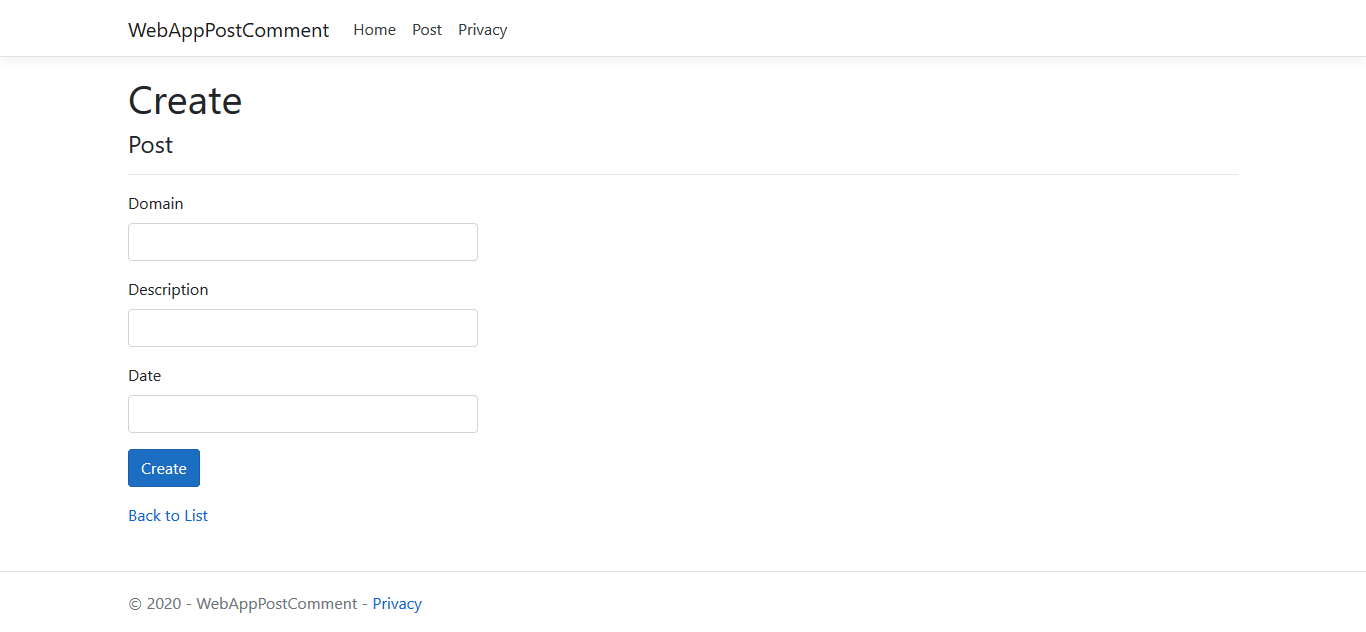 WebAppPostComment Home Post Privacy
Create
Post
Domain
Description
Date
Create
Back to List
© 2020 - WebAppPostComment - Privacy